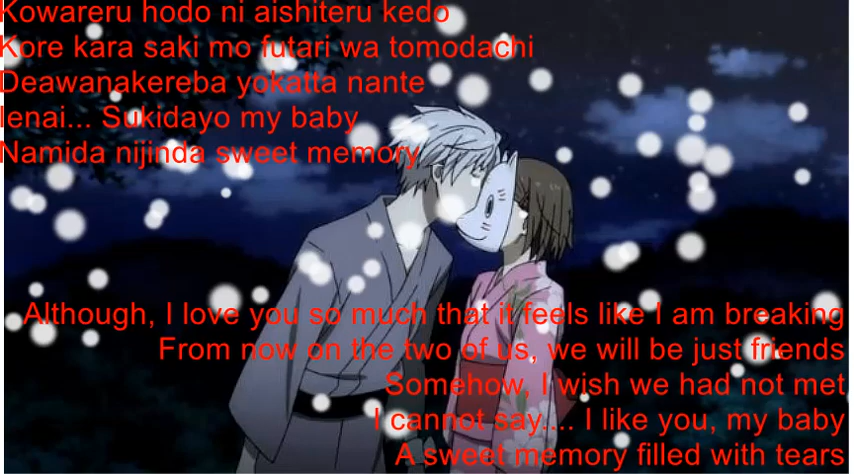 Kowareru hodo ni aishiteru kedo
Kore kara saki mo futari wa tomodachi
Deawanakereba yokatta nante
Ienai... Sukidayo my baby
Namida nijinda sweet memory
Although, I love you so much that it feels like I am breaking
From now on the two of us, we will be just friends
Somehow, I wish we had not met
I cannot say.... I like you, my baby
A sweet memory filled with tears